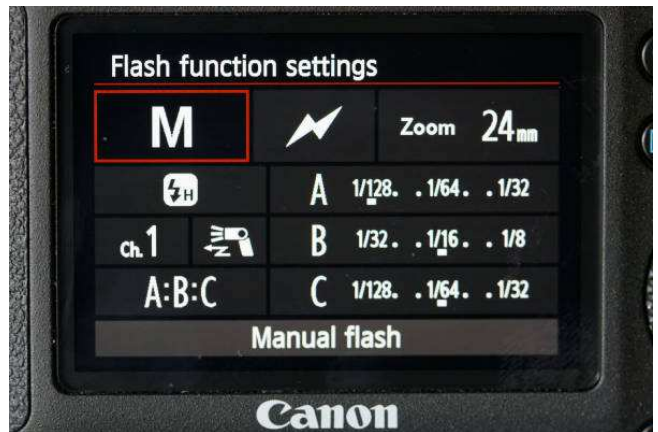 Flash function settings
M Zoom 24mm
H A 1/128. . 1/64. . 1/32
Ch.1 B 1/32. . 1/16. . 1/8
A:B:C C 1/128. . 1/64. . 1/32
Manual flash
Canon